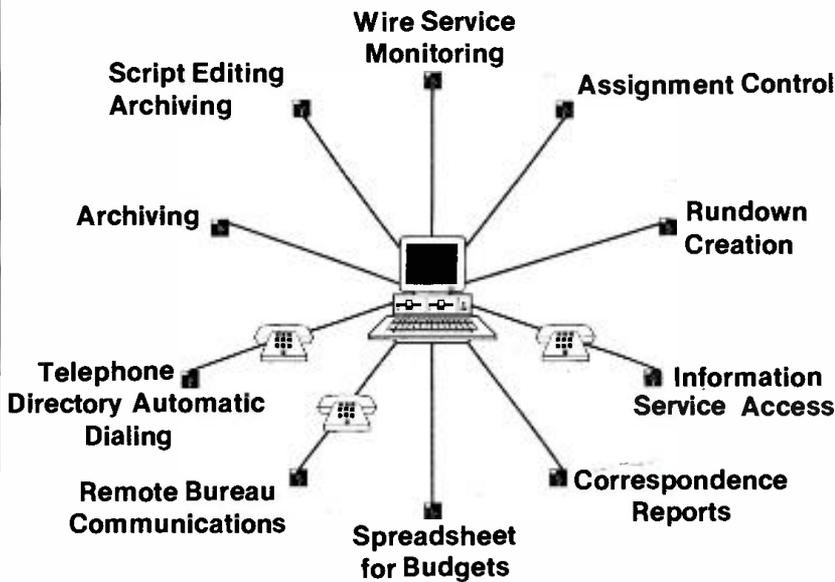 Wire Service
Monitoring
Script Editing
Archiving
Assignment Control
Archiving
Rundown
Creation
Telephone
Directory Automatic
Dialing
Information
Service Access
Remote Bureau
Communications
Correspondence
Reports
Spreadsheet
for Budgets